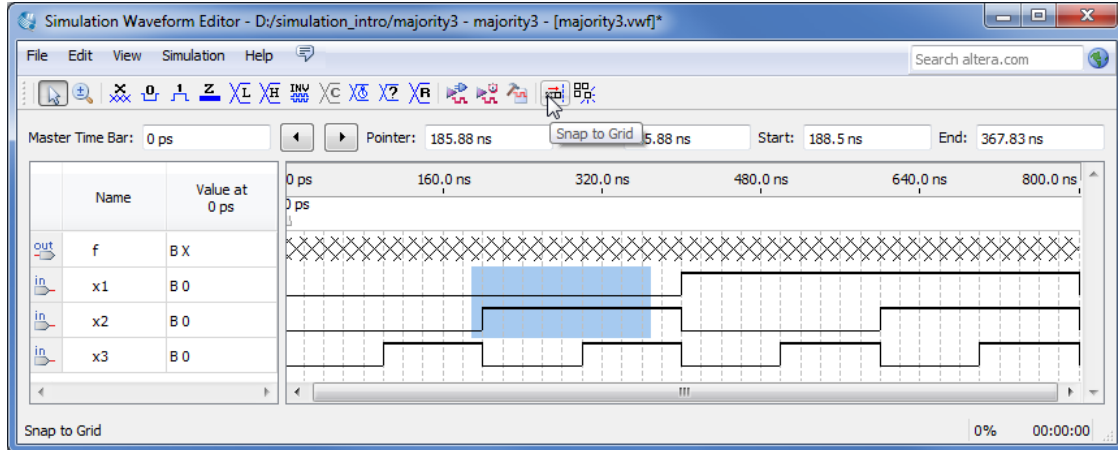 Simulation Waveform Editor - D:/simulation_intro/majority3 - majority3 - [majority3.vwf]*
File Edit View Simulation Help Search altera.com
Master Time Bar: 0 ps Pointer: 185.88 ns 5.88 ns Start: 188.5 ns End: 367.83 ns
Snap to Grid
Name Value at 0 ps
0 ps 160.0 ns 320.0 ns 480.0 ns 640.0 ns 800.0 ns
0 ps
out f B X
in x1 B 0
in x2 B 0
in x3 B 0
Snap to Grid 0% 00:00:00